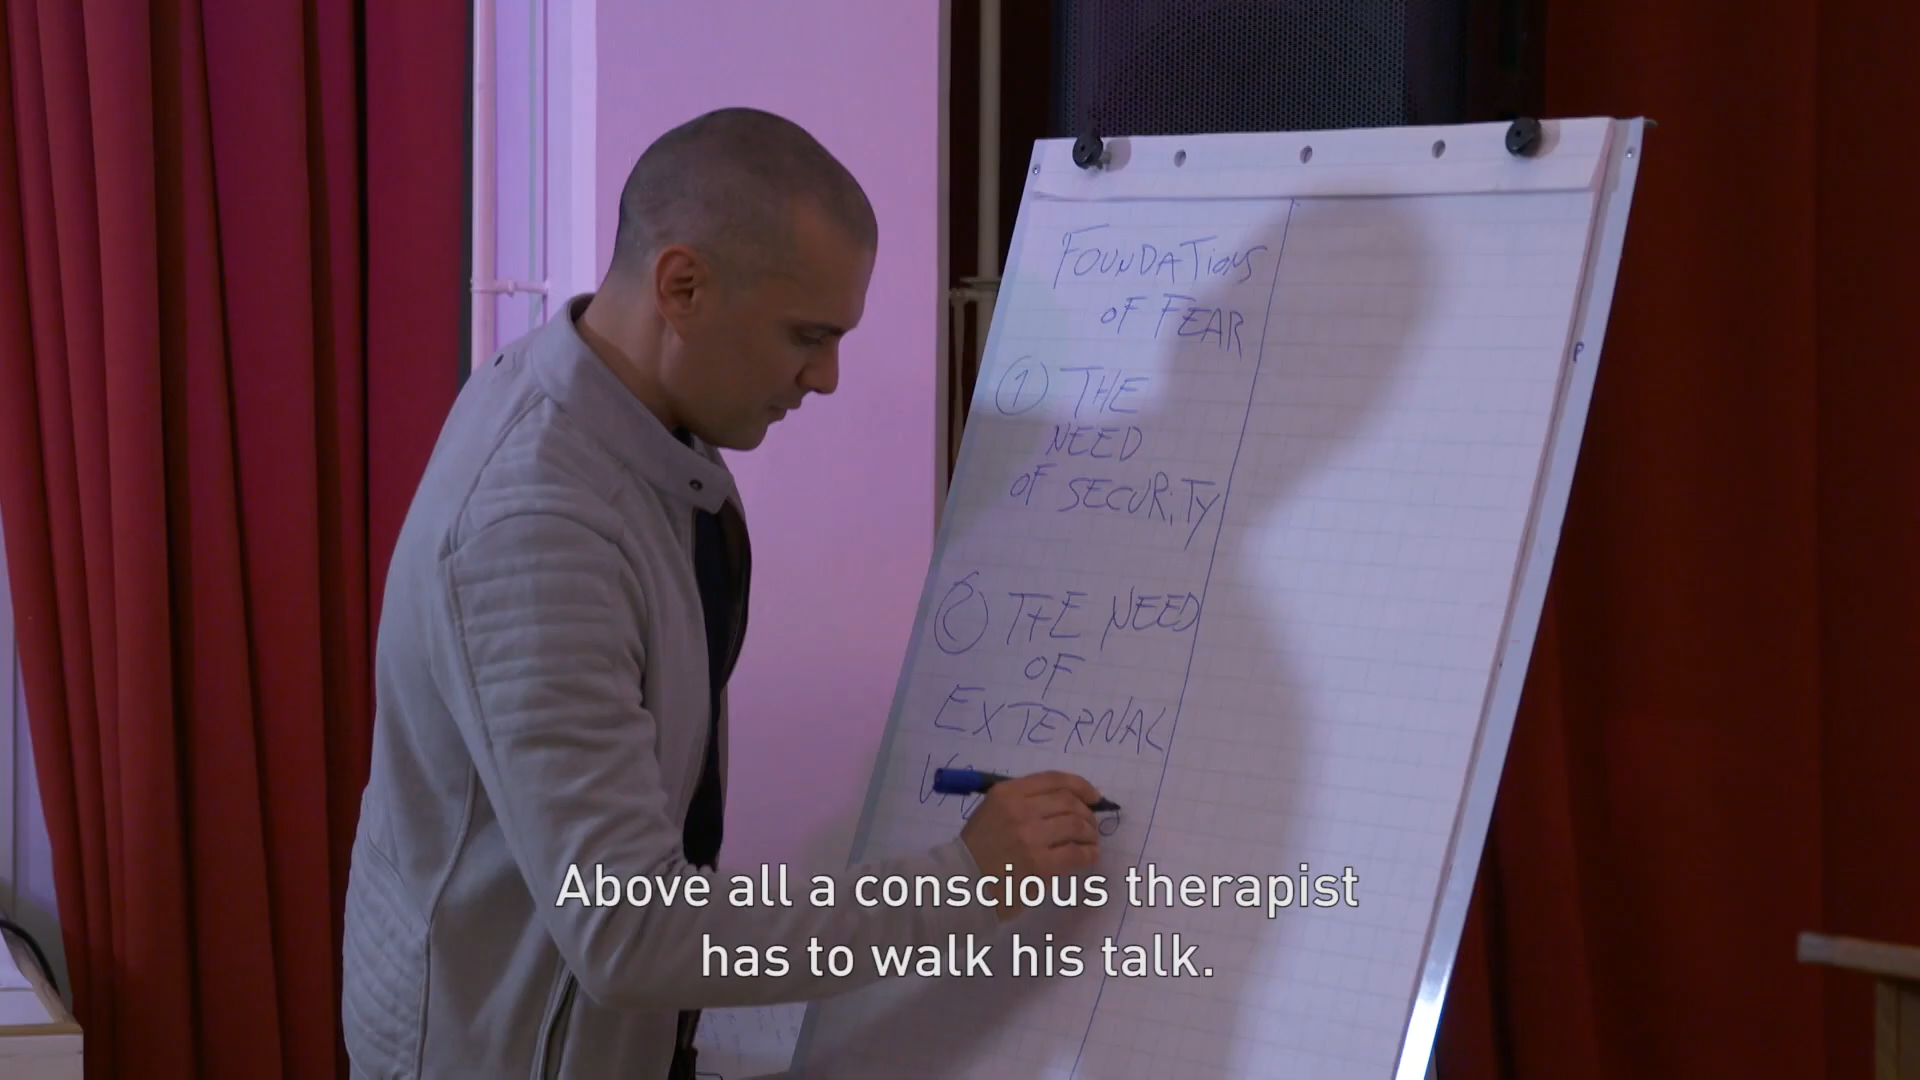 FOUNDATiONS
OF FEAR
1 THE
NEED
OF SECURiTY
2 THE NEED
OF
EXTERNAL
Above all a conscious therapist
has to walk his talk.